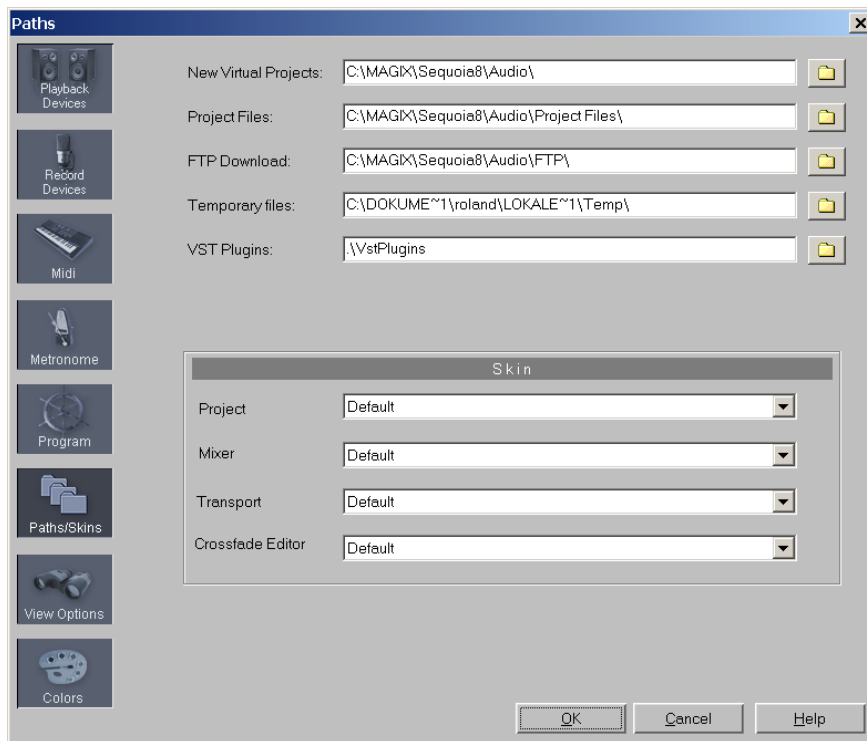 Paths
Playback
Devices
Record
Devices
Midi
Metronome
Program
Paths/Skins
View Options
Colors
New Virtual Projects: C:\MAGIX\Sequoia8\Audio\
Project Files: C:\MAGIX\Sequoia8\Audio\Project Files\
FTP Download: C:\MAGIX\Sequoia8\Audio\FTP\
Temporary files: C:\DOKUME~1\roland\LOKALE~1\Temp\
VST Plugins: .\VstPlugins
Skin
Project Default
Mixer Default
Transport Default
Crossfade Editor Default
OK Cancel Help